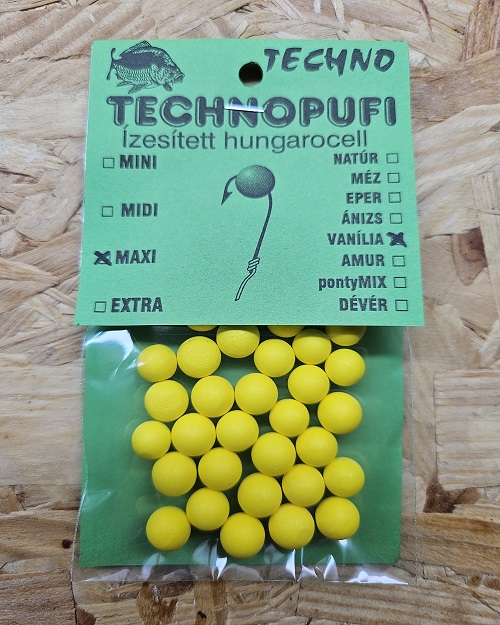 TECHNO
TECHNOPUFI
Ízesített hungarocell
MINI
MIDI
MAXI
EXTRA
NATÚR
MÉZ
EPER
ÁNIZS
VANÍLIA
AMUR
pontyMIX
DÉVÉR